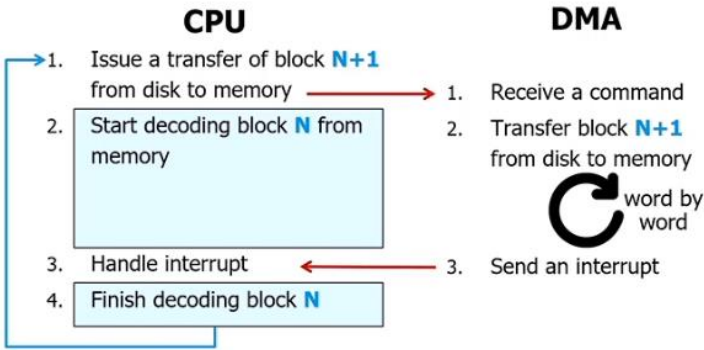 CPU
1. Issue a transfer of block N+1
from disk to memory
2. Start decoding block N from
memory
3. Handle interrupt
4. Finish decoding block N
DMA
1. Receive a command
2. Transfer block N+1
from disk to memory
word by
word
3. Send an interrupt